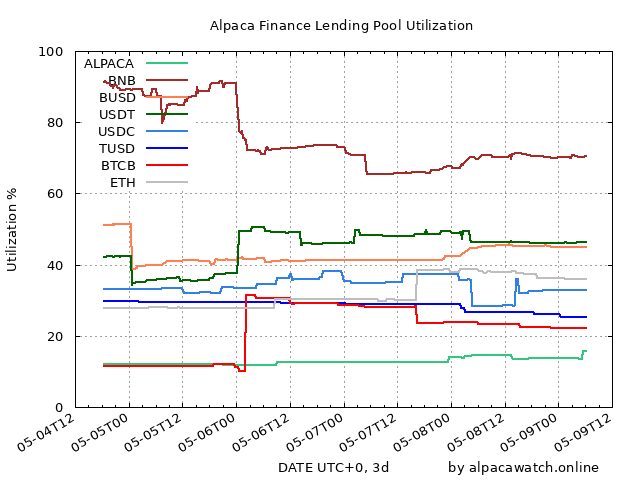 Alpaca Finance Lending Pool Utilization
100
80
60
40
20
0
Utilization %
ALPACA
BNB
BUSD
USDT
USDC
TUSD
BTCB
ETH
05-04T12
05-05T00
05-05T12
05-06T00
05-06T12
05-07T00
05-07T12
05-08T00
05-08T12
05-09T00
05-09T12
DATE UTC+0, 3d
by alpacawatch.online